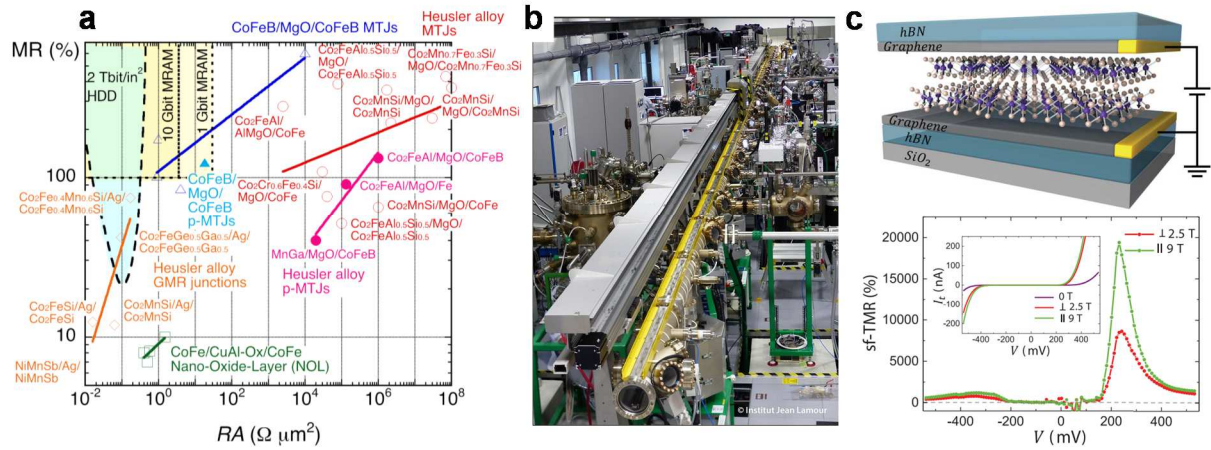 a
MR (%)
100
10
2 Tbit/in²
HDD
10 Gbit MRAM
1 Gbit MRAM
CoFeB/MgO/CoFeB MTJs
Heusler alloy
MTJs
Co₂FeAl₀.₅Si₀.₅/
MgO/
Co₂FeAl₀.₅Si₀.₅
Co₂Mn₀.₇Fe₀.₃Si/
MgO/Co₂Mn₀.₇Fe₀.₃Si
Co₂MnSi/MgO/
Co₂MnSi
Co₂MnSi/
MgO/Co₂MnSi
Co₂FeAl/
AlMgO/CoFe
Co₂FeAl/MgO/CoFeB
CoFeB/
MgO/
CoFeB
p-MTJs
Co₂Cr₀.₆Fe₀.₄Si/
MgO/CoFe
Co₂FeAl/MgO/Fe
Co₂MnSi/MgO/CoFe
Co₂FeAl₀.₅Si₀.₅/MgO/
Co₂FeAl₀.₅Si₀.₅
Co₂Fe₀.₄Mn₀.₆Si/Ag/
Co₂Fe₀.₄Mn₀.₆Si
Co₂FeGe₀.₅Ga₀.₅/Ag/
Co₂FeGe₀.₅Ga₀.₅
MnGa/MgO/CoFeB
Heusler alloy
GMR junctions
Heusler alloy
p-MTJs
Co₂FeSi/Ag/
Co₂FeSi
Co₂MnSi/Ag/
Co₂MnSi
NiMnSb/Ag/
NiMnSb
CoFe/CuAl-Ox/CoFe
Nano-Oxide-Layer (NOL)
10⁻² 10⁰ 10² 10⁴ 10⁶ 10⁸
RA (Ω μm²)
b
© Institut Jean Lamour
c
hBN
Graphene
Graphene
hBN
SiO₂
sf-TMR (%)
20000
15000
10000
5000
0
⊥ 2.5 T
II 9 T
Iₜ (nA)
200
100
0
-100
-200
0 T
⊥ 2.5 T
II 9 T
-400 -200 0 200 400
V (mV)
-400 -200 0 200 400
V (mV)